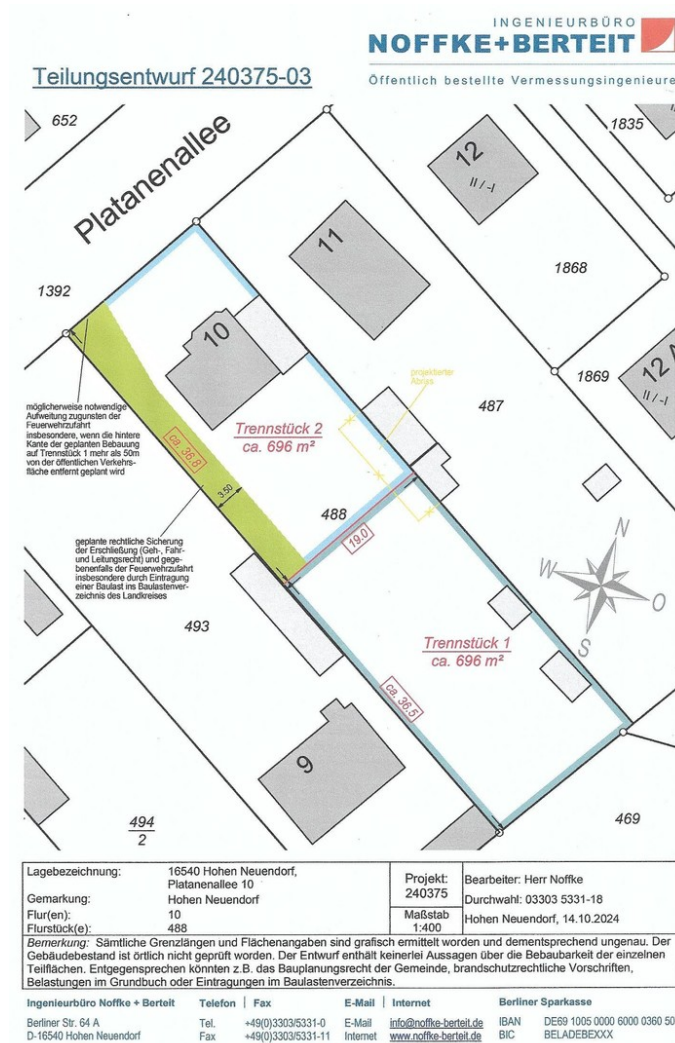 INGENIEURBÜRO
NOFFKE+BERTEIT
Öffentlich bestellte Vermessungsingenieure
Teilungsentwurf 240375-03
652
Platanenallee
1835
12
II / -I
11
1868
1392
10
1869
12 A
II / -I
projektierter
Abriss
487
möglicherweise notwendige
Aufweitung zugunsten der
Feuerwehrzufahrt
insbesondere, wenn die hintere
Kante der geplanten Bebauung
auf Trennstück 1 mehr als 50m
von der öffentlichen Verkehrs-
fläche entfernt geplant wird
ca. 36.8
Trennstück 2
ca. 696 m²
3.50
488
19.0
geplante rechtliche Sicherung
der Erschließung (Geh-, Fahr-
und Leitungsrecht) und gege-
benenfalls der Feuerwehrzufahrt
insbesondere durch Eintragung
einer Baulast ins Baulastenver-
zeichnis des Landkreises
N
W
O
S
493
Trennstück 1
ca. 696 m²
ca. 36.5
9
494
2
469
Lagebezeichnung: 16540 Hohen Neuendorf,
Platanenallee 10
Gemarkung: Hohen Neuendorf
Flur(en): 10
Flurstück(e): 488
Projekt:
240375
Maßstab
1:400
Bearbeiter: Herr Noffke
Durchwahl: 03303 5331-18
Hohen Neuendorf, 14.10.2024
Bemerkung: Sämtliche Grenzlängen und Flächenangaben sind grafisch ermittelt worden und dementsprechend ungenau. Der
Gebäudebestand ist örtlich nicht geprüft worden. Der Entwurf enthält keinerlei Aussagen über die Bebaubarkeit der einzelnen
Teilflächen. Entgegensprechen könnten z.B. das Bauplanungsrecht der Gemeinde, brandschutzrechtliche Vorschriften,
Belastungen im Grundbuch oder Eintragungen im Baulastenverzeichnis.
Ingenieurbüro Noffke + Berteit Telefon | Fax E-Mail | Internet Berliner Sparkasse
Berliner Str. 64 A Tel. +49(0)3303/5331-0 E-Mail info@noffke-berteit.de IBAN DE69 1005 0000 6000 0360 50
D-16540 Hohen Neuendorf Fax +49(0)3303/5331-11 Internet www.noffke-berteit.de BIC BELADEBEXXX